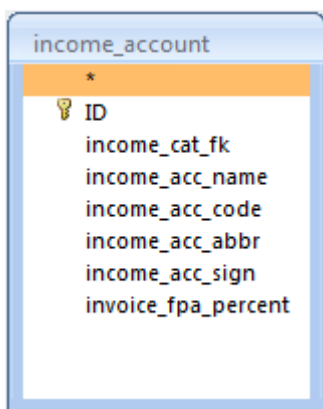 income_account
*
ID
income_cat_fk
income_acc_name
income_acc_code
income_acc_abbr
income_acc_sign
invoice_fpa_percent